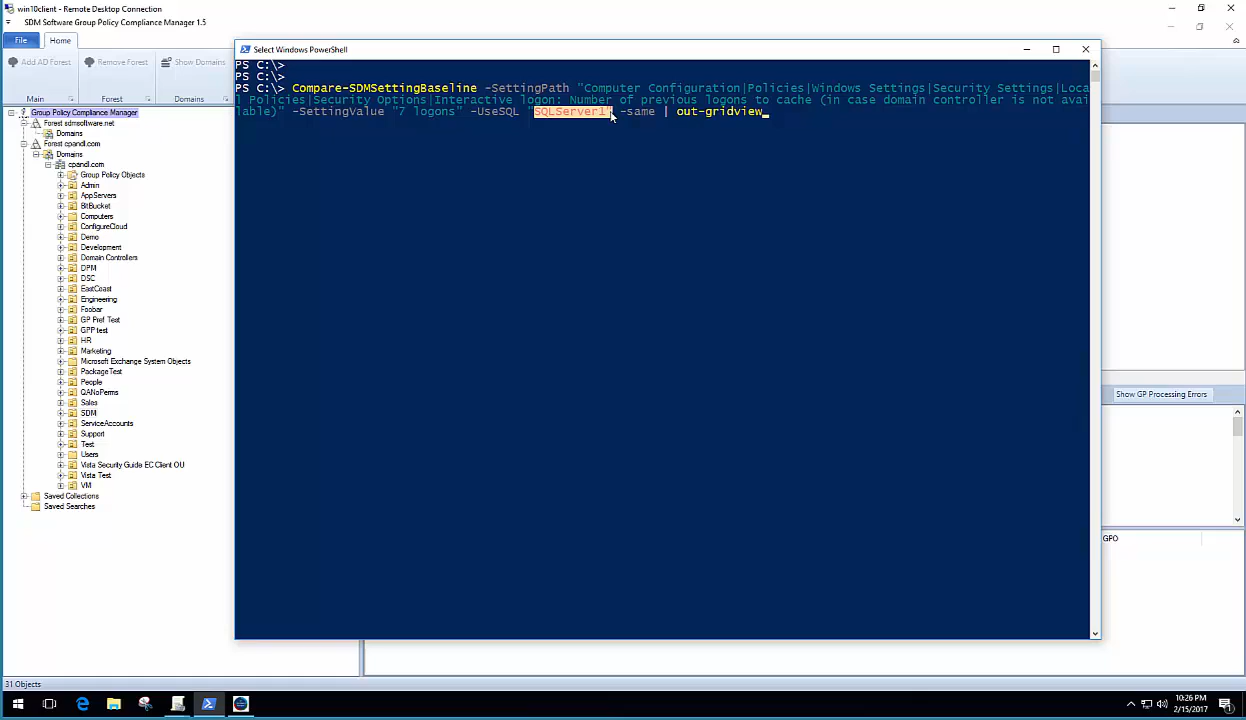 win10client - Remote Desktop Connection
SDM Software Group Policy Compliance Manager 1.5
File
Home
Add AD Forest
Remove Forest
Show Domains
Main
Forest
Domains
Select Windows PowerShell
PS C:\>
PS C:\>
PS C:\> Compare-SDMSettingBaseline -SettingPath "Computer Configuration|Policies|Windows Settings|Security Settings|Loca
l Policies|Security Options|Interactive logon: Number of previous logons to cache (in case domain controller is not avai
lable)" -SettingValue "7 logons" -UseSQL "SQLServer1" -same | out-gridview
Group Policy Compliance Manager
Forest sdmsoftware.net
Domains
Forest cpandl.com
Domains
cpandl.com
Group Policy Objects
Admin
AppServers
BitBucket
Computers
ConfigureCloud
Demo
Development
Domain Controllers
DPM
DSC
EastCoast
Engineering
Foobar
GP Pref Test
GPP test
HR
Marketing
Microsoft Exchange System Objects
PackageTest
People
QANoPerms
Sales
SDM
ServiceAccounts
Support
Test
Users
Vista Security Guide EC Client OU
Vista Test
VM
Saved Collections
Saved Searches
Show GP Processing Errors
GPO
31 Objects
10:26 PM
2/15/2017
1